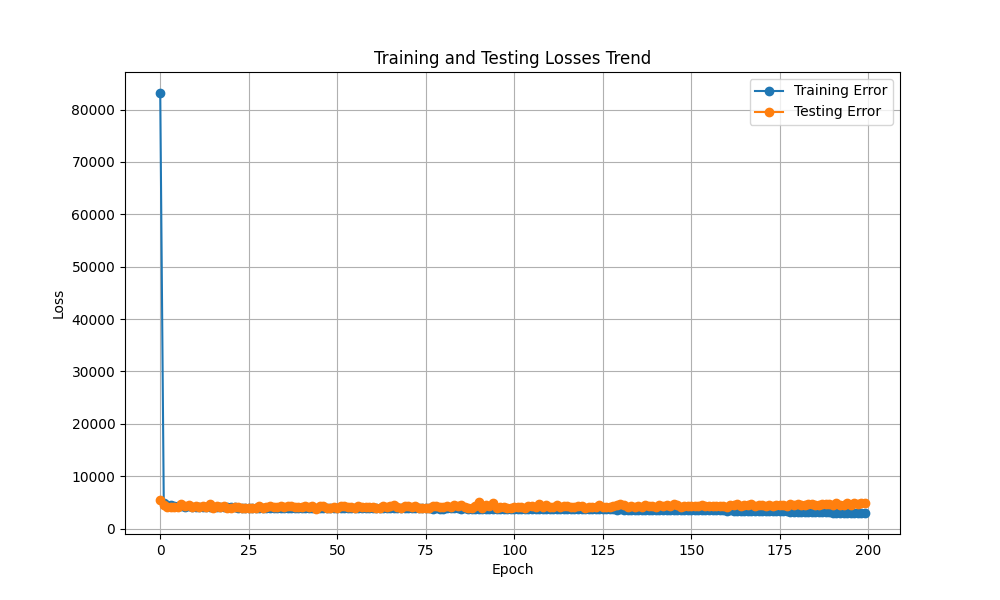 Training and Testing Losses Trend
Training Error
Testing Error
80000
70000
60000
50000
40000
30000
20000
10000
0
Loss
0 25 50 75 100 125 150 175 200
Epoch